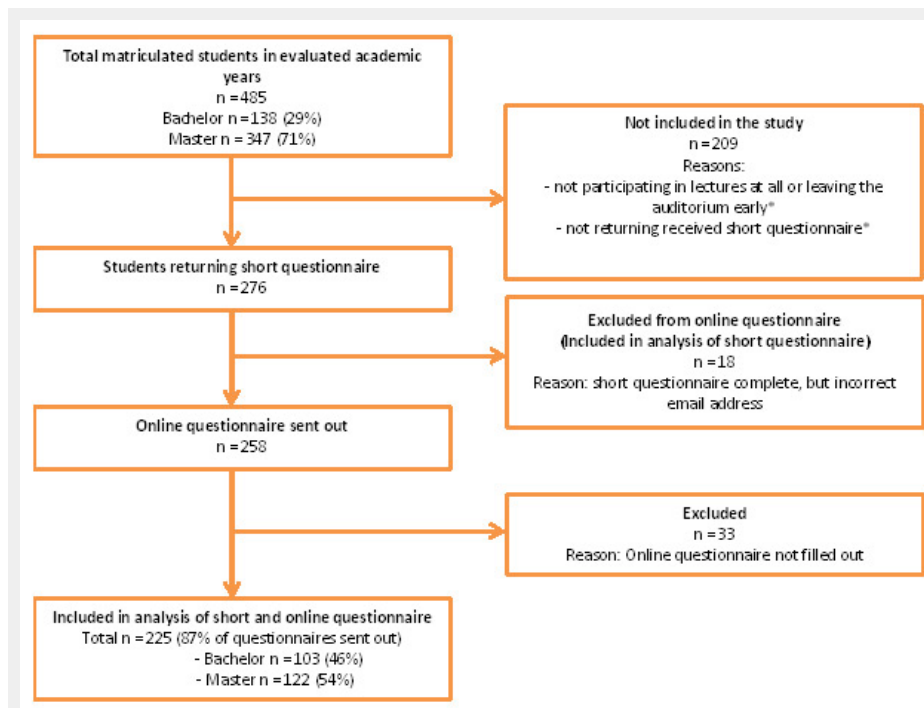 Total matriculated students in evaluated academic
years
n =485
Bachelor n =138 (29%)
Master n = 347 (71%)
Not included in the study
n =209
Reasons:
- not participating in lectures at all or leaving the
auditorium early*
- not returning received short questionnaire*
Students returning short questionnaire
n =276
Excluded from online questionnaire
(Included in analysis of short questionnaire)
n =18
Reason: short questionnaire complete, but incorrect
email address
Online questionnaire sent out
n =258
Excluded
n =33
Reason: Online questionnaire not filled out
Included in analysis of short and online questionnaire
Total n =225 (87% of questionnaires sent out)
- Bachelor n =103 (46%)
- Master n =122 (54%)